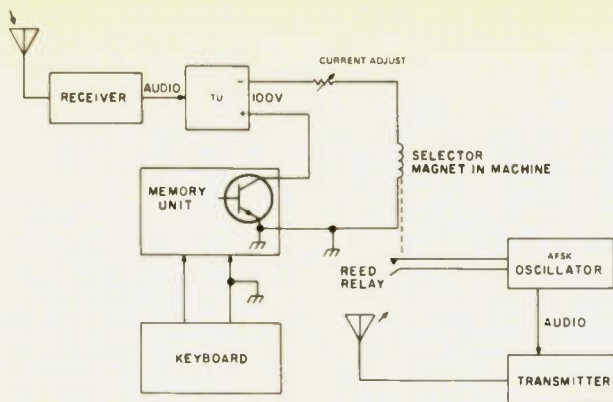 CURRENT ADJUST
RECEIVER
AUDIO
TU
-
100V
+
SELECTOR
MAGNET IN MACHINE
MEMORY
UNIT
REED
RELAY
AFSK
OSCILLATOR
AUDIO
KEYBOARD
TRANSMITTER